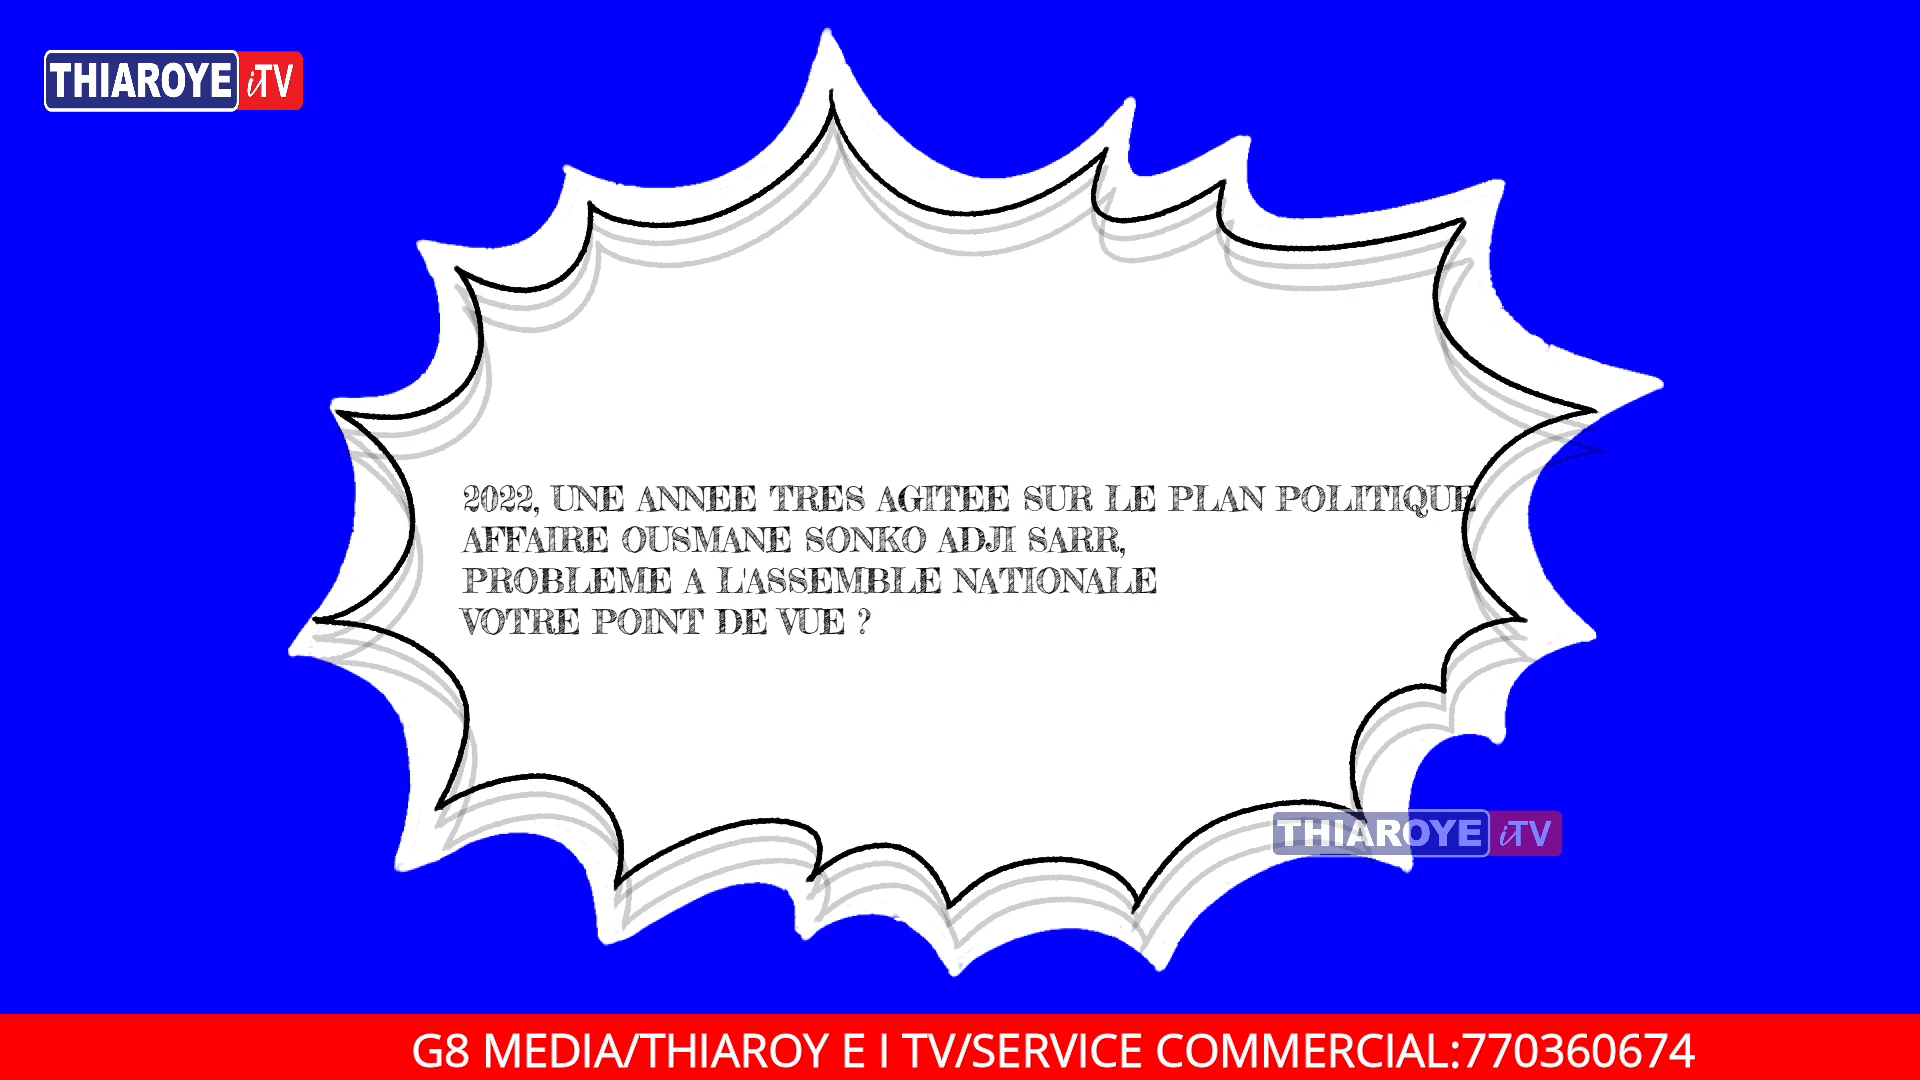 THIAROYE iTV
2022, UNE ANNEE TRES AGITEE SUR LE PLAN POLITIQUE
AFFAIRE OUSMANE SONKO ADJI SARR,
PROBLEME A L'ASSEMBLE NATIONALE
VOTRE POINT DE VUE ?
THIAROYE iTV
G8 MEDIA/THIAROY E I TV/SERVICE COMMERCIAL:770360674